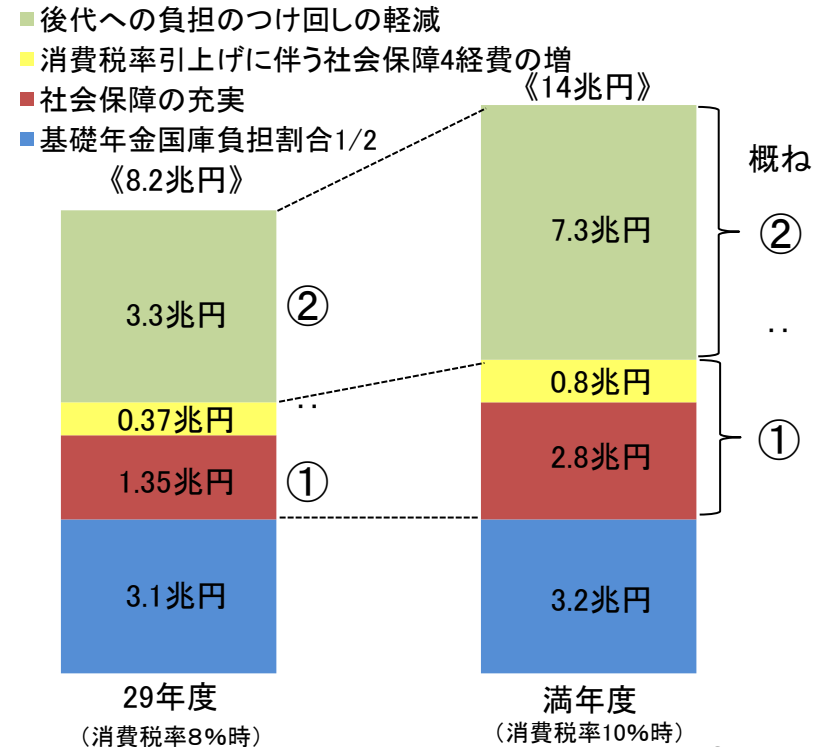 後代への負担のつけ回しの軽減
消費税率引上げに伴う社会保障4経費の増
社会保障の充実
基礎年金国庫負担割合1/2
《8.2兆円》
《14兆円》
概ね
3.3兆円
②
7.3兆円
②
‥
0.37兆円
‥
0.8兆円
1.35兆円
①
2.8兆円
①
3.1兆円
3.2兆円
29年度
（消費税率8%時）
満年度
（消費税率10%時）